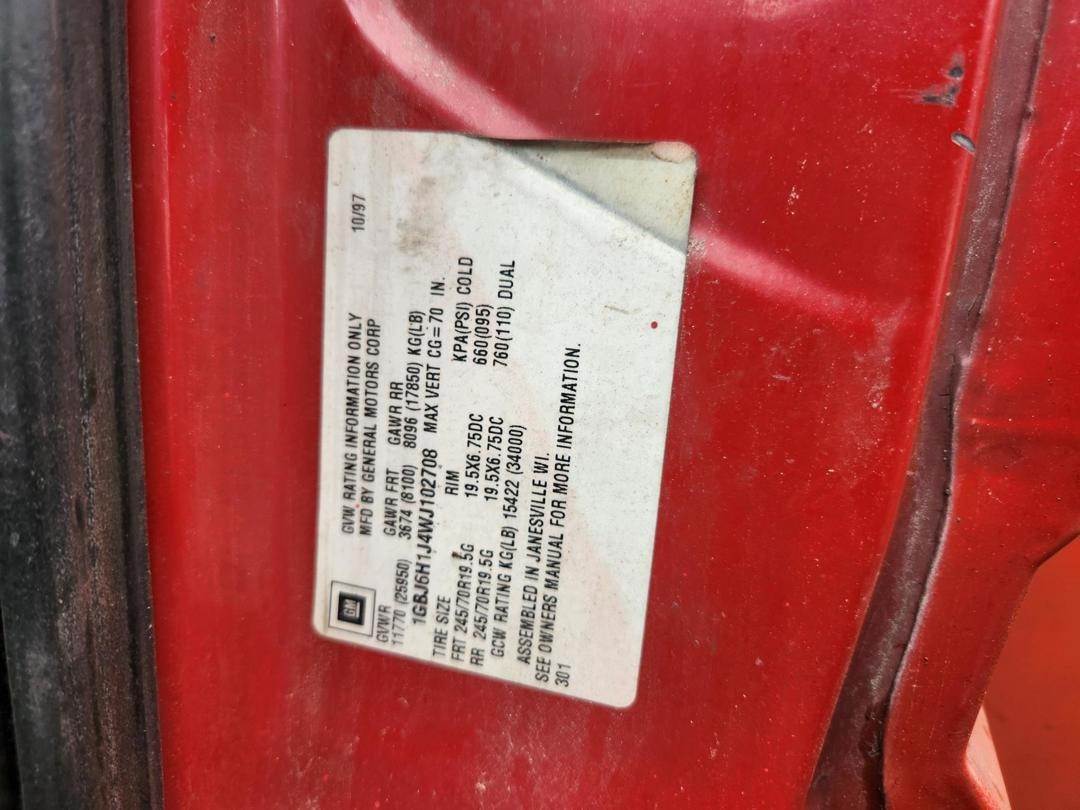 GM
GVW RATING INFORMATION ONLY 10/97
MFD BY GENERAL MOTORS CORP
GVWR GAWR FRT GAWR RR
11770 (25950) 3674 (8100) 8096 (17850) KG(LB)
1GBJ6H1J4WJ102708 MAX VERT CG=70 IN.
TIRE SIZE RIM KPA(PSI) COLD
FRT 245/70R19.5G 19.5X6.75DC 660(095)
RR 245/70R19.5G 19.5X6.75DC 760(110) DUAL
GCW RATING KG(LB) 15422 (34000)
ASSEMBLED IN JANESVILLE WI.
SEE OWNERS MANUAL FOR MORE INFORMATION.
301